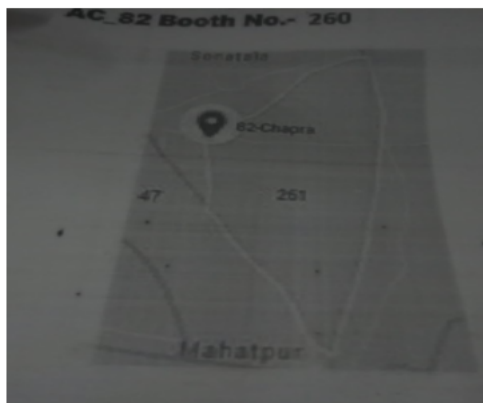 AC_82 Booth No.- 260
Sonatala
82-Chapra
47
251
Mahatpur